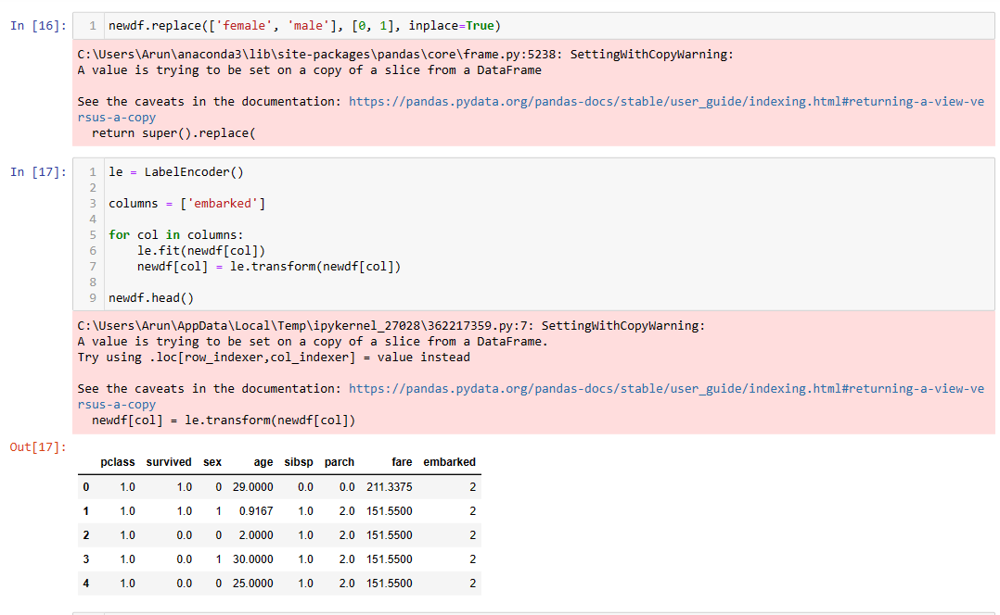 In [16]: 1 newdf.replace(['female', 'male'], [0, 1], inplace=True)
C:\Users\Arun\anaconda3\lib\site-packages\pandas\core\frame.py:5238: SettingWithCopyWarning:
A value is trying to be set on a copy of a slice from a DataFrame
See the caveats in the documentation: https://pandas.pydata.org/pandas-docs/stable/user_guide/indexing.html#returning-a-view-ve
rsus-a-copy
return super().replace(
In [17]: 1 le = LabelEncoder()
2
3 columns = ['embarked']
4
5 for col in columns:
6 le.fit(newdf[col])
7 newdf[col] = le.transform(newdf[col])
8
9 newdf.head()
C:\Users\Arun\AppData\Local\Temp\ipykernel_27028\362217359.py:7: SettingWithCopyWarning:
A value is trying to be set on a copy of a slice from a DataFrame.
Try using .loc[row_indexer,col_indexer] = value instead
See the caveats in the documentation: https://pandas.pydata.org/pandas-docs/stable/user_guide/indexing.html#returning-a-view-ve
rsus-a-copy
newdf[col] = le.transform(newdf[col])
Out[17]:
pclass survived sex age sibsp parch fare embarked
0 1.0 1.0 0 29.0000 0.0 0.0 211.3375 2
1 1.0 1.0 1 0.9167 1.0 2.0 151.5500 2
2 1.0 0.0 0 2.0000 1.0 2.0 151.5500 2
3 1.0 0.0 1 30.0000 1.0 2.0 151.5500 2
4 1.0 0.0 0 25.0000 1.0 2.0 151.5500 2